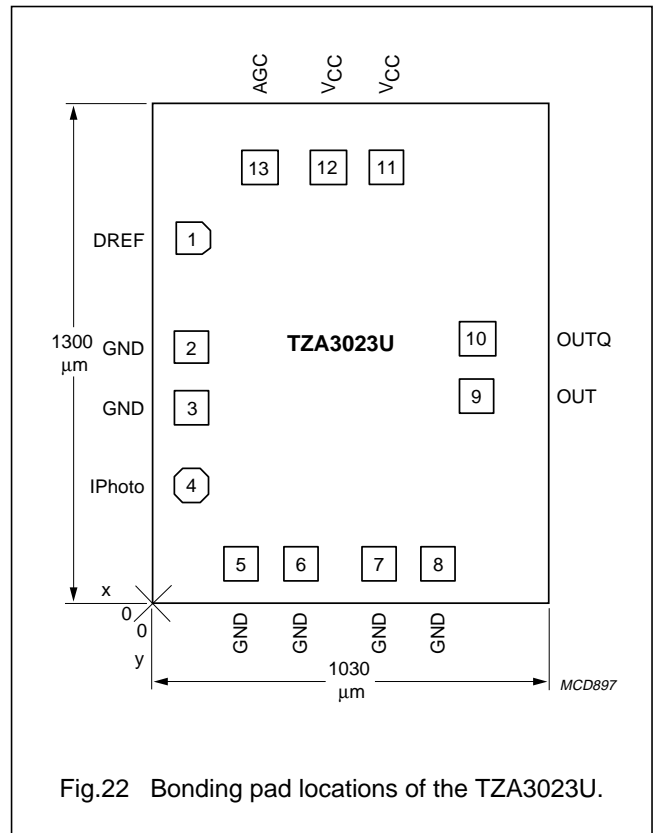 AGC
VCC
VCC
13
12
11
DREF
1
1300
μm
GND
2
TZA3023U
10
OUTQ
GND
3
9
OUT
IPhoto
4
5
6
7
8
x
0
0
y
GND
GND
GND
GND
1030
μm
MCD897
Fig.22 Bonding pad locations of the TZA3023U.